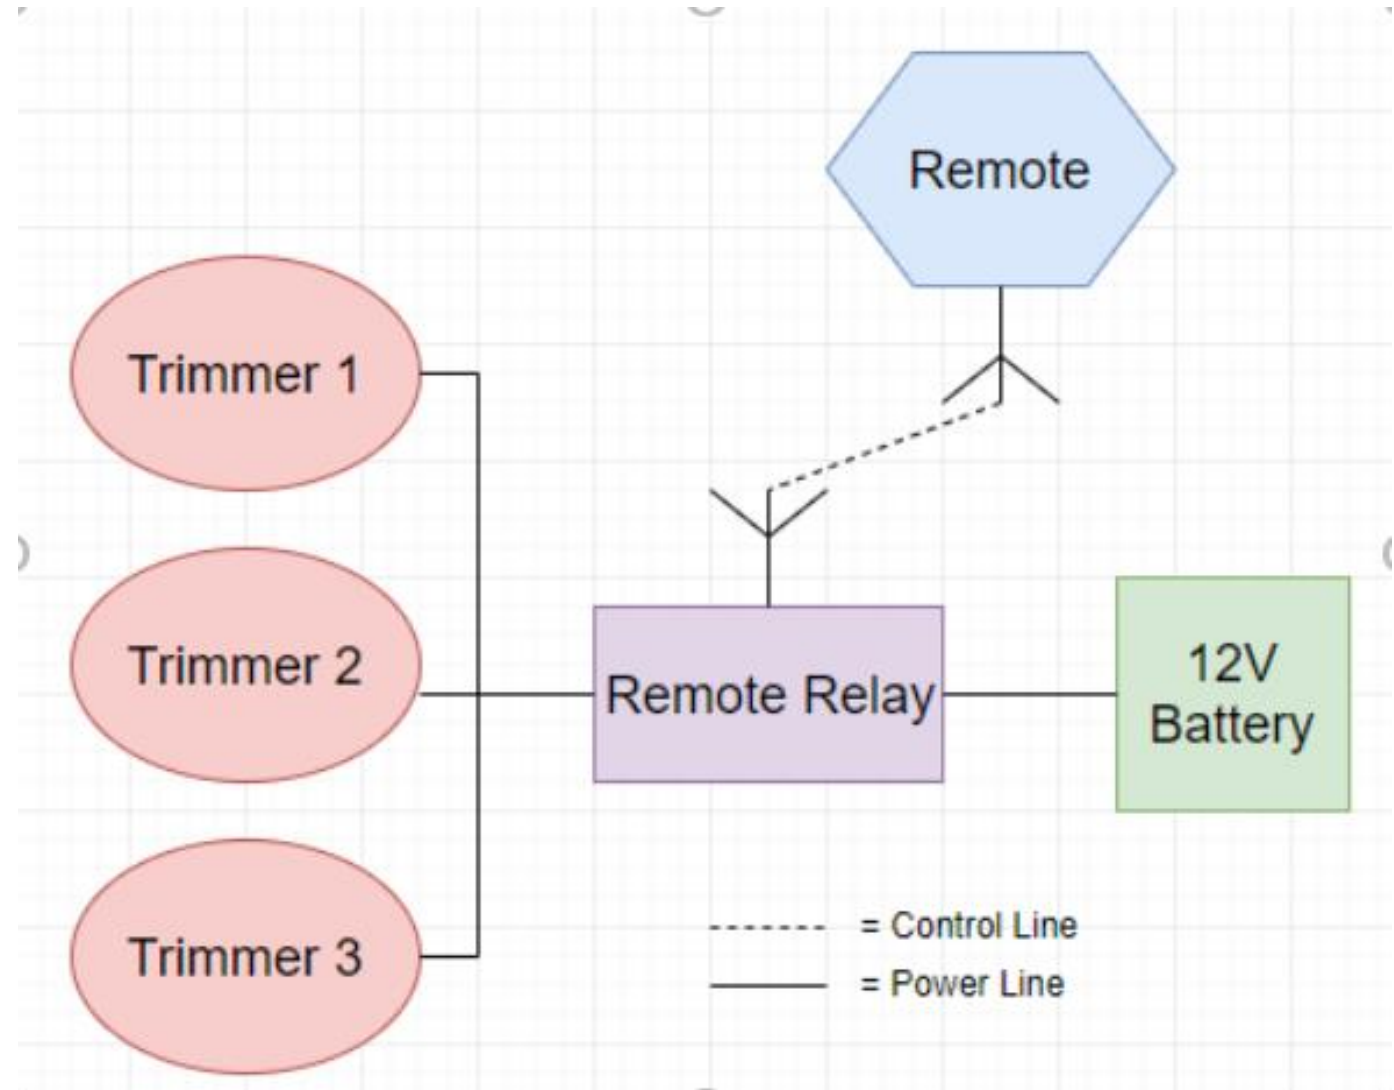 Remote
Trimmer 1
Trimmer 2
Remote Relay
12V
Battery
Trimmer 3
= Control Line
= Power Line